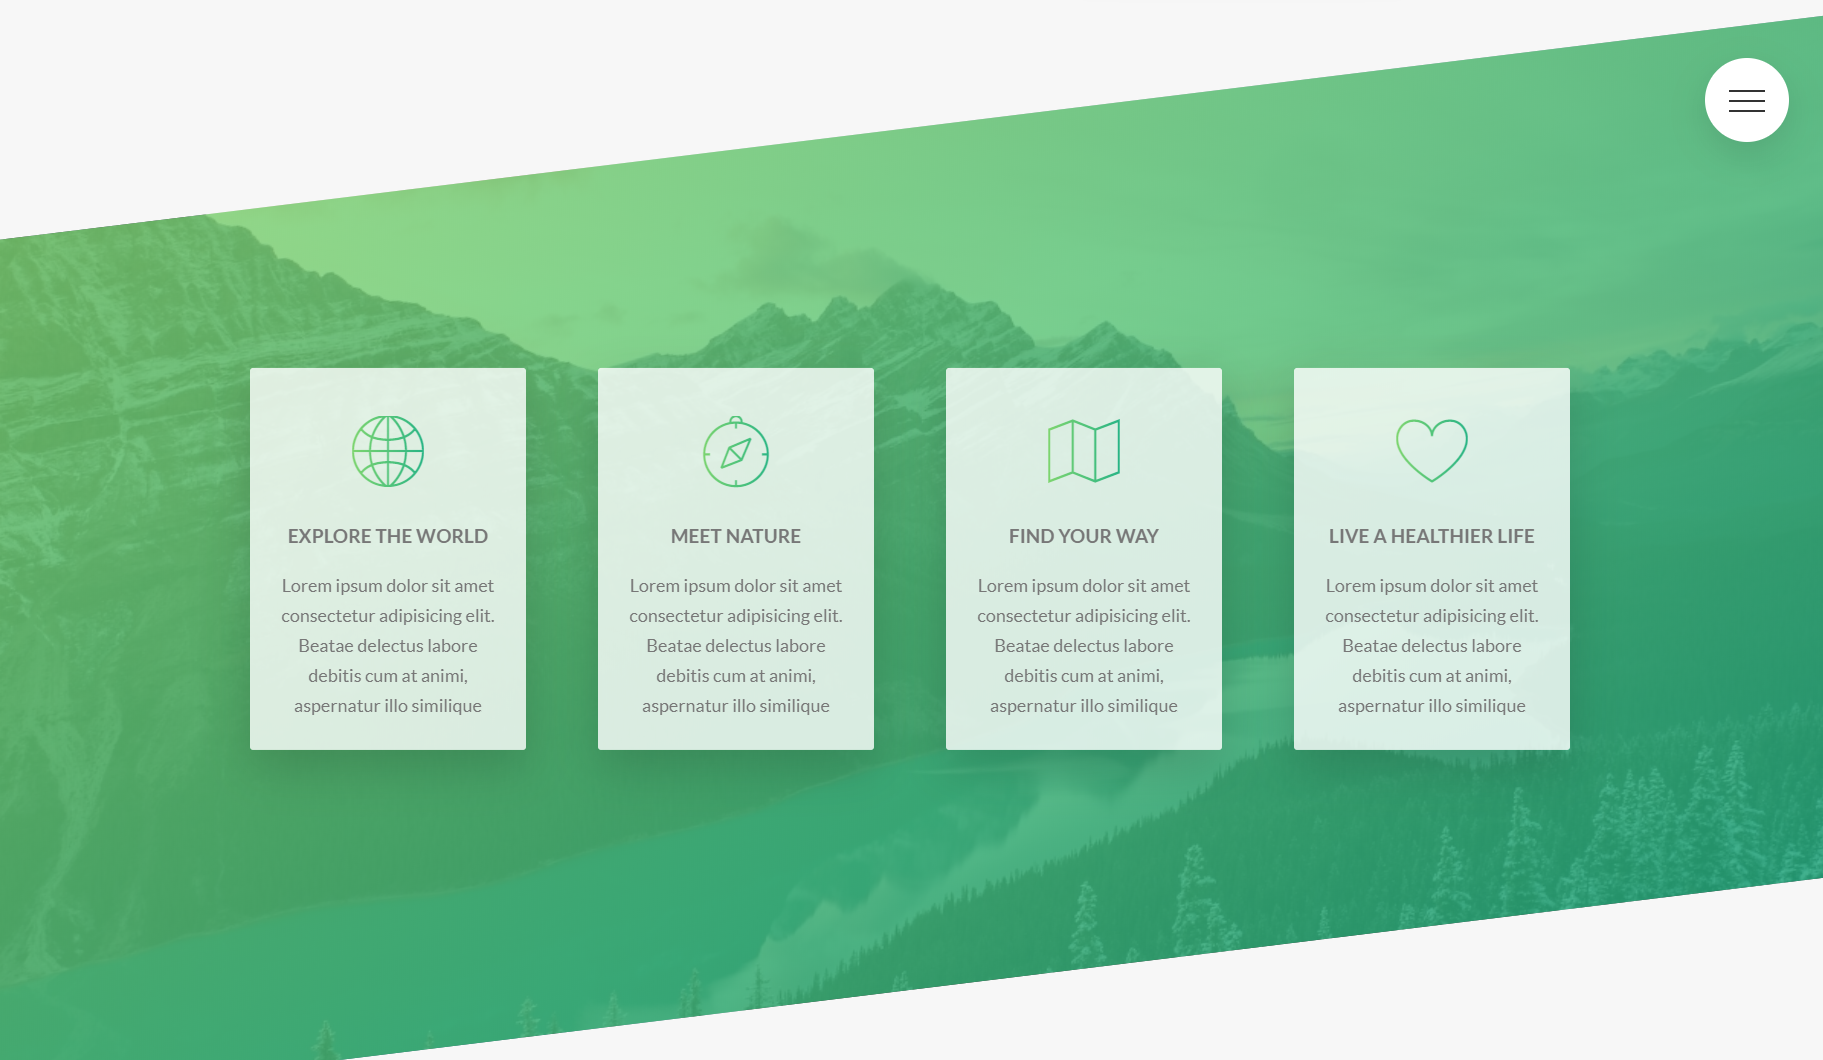 EXPLORE THE WORLD
Lorem ipsum dolor sit amet
consectetur adipisicing elit.
Beatae delectus labore
debitis cum at animi,
aspernatur illo similique
MEET NATURE
Lorem ipsum dolor sit amet
consectetur adipisicing elit.
Beatae delectus labore
debitis cum at animi,
aspernatur illo similique
FIND YOUR WAY
Lorem ipsum dolor sit amet
consectetur adipisicing elit.
Beatae delectus labore
debitis cum at animi,
aspernatur illo similique
LIVE A HEALTHIER LIFE
Lorem ipsum dolor sit amet
consectetur adipisicing elit.
Beatae delectus labore
debitis cum at animi,
aspernatur illo similique